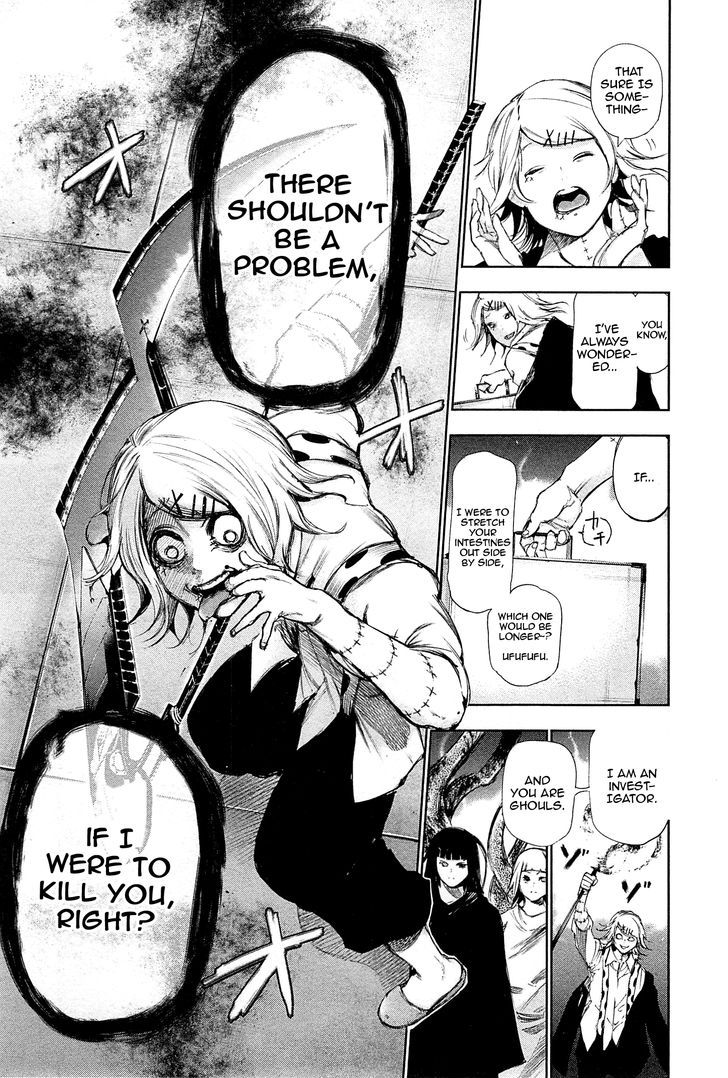 THAT
SURE IS
SOME-
THING~
YOU
KNOW,
I'VE
ALWAYS
WONDER-
ED...
IF...
I WERE TO
STRETCH
YOUR
INTESTINES
OUT SIDE
BY SIDE,
WHICH ONE
WOULD BE
LONGER~?
UFUFUFU.
カチ
I AM AN
INVEST-
IGATOR.
AND
YOU ARE
GHOULS.
THERE
SHOULDN'T
BE A
PROBLEM,
IF I
WERE TO
KILL YOU,
RIGHT?